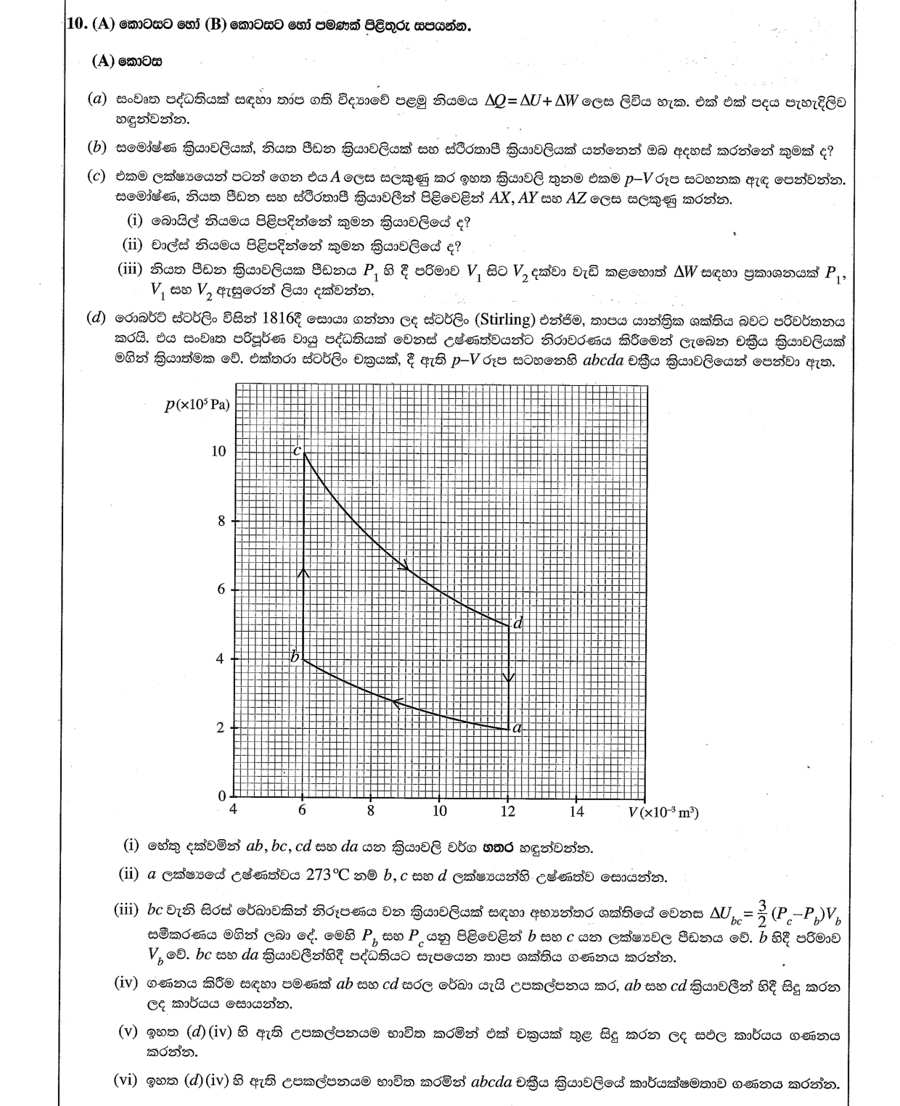 10. (A) කොටසට හෝ (B) කොටසට හෝ පමණක් පිළිතුරු සපයන්න.
(A) කොටස
(a) සංවෘත පද්ධතියක් සඳහා තාප ගති විද්‍යාවේ පළමු නියමය ΔQ = ΔU + ΔW ලෙස ලිවිය හැක. එක් එක් පදය පැහැදිලිව
හඳුන්වන්න.
(b) සමෝෂ්ණ ක්‍රියාවලියක්, නියත පීඩන ක්‍රියාවලියක් සහ ස්ථිරතාපී ක්‍රියාවලියක් යන්නෙන් ඔබ අදහස් කරන්නේ කුමක් ද?
(c) එකම ලක්ෂ්‍යයෙන් පටන් ගෙන එය A ලෙස සලකුණු කර ඉහත ක්‍රියාවලි තුනම එකම p–V රූප සටහනක ඇඳ පෙන්වන්න.
සමෝෂ්ණ, නියත පීඩන සහ ස්ථිරතාපී ක්‍රියාවලීන් පිළිවෙළින් AX, AY සහ AZ ලෙස සලකුණු කරන්න.
(i) බොයිල් නියමය පිළිපදින්නේ කුමන ක්‍රියාවලියේ ද?
(ii) චාල්ස් නියමය පිළිපදින්නේ කුමන ක්‍රියාවලියේ ද?
(iii) නියත පීඩන ක්‍රියාවලියක පීඩනය P₁ හි දී පරිමාව V₁ සිට V₂ දක්වා වැඩි කළහොත් ΔW සඳහා ප්‍රකාශනයක් P₁,
V₁ සහ V₂ ඇසුරෙන් ලියා දක්වන්න.
(d) රොබර්ට් ස්ටර්ලිං විසින් 1816දී සොයා ගන්නා ලද ස්ටර්ලිං (Stirling) එන්ජිම, තාපය යාන්ත්‍රික ශක්තිය බවට පරිවර්තනය
කරයි. එය සංවෘත පරිපූර්ණ වායු පද්ධතියක් වෙනස් උෂ්ණත්වයන්ට නිරාවරණය කිරීමෙන් ලැබෙන චක්‍රීය ක්‍රියාවලියක්
මගින් ක්‍රියාත්මක වේ. එක්තරා ස්ටර්ලිං චක්‍රයක්, දී ඇති p–V රූප සටහනෙහි abcda චක්‍රීය ක්‍රියාවලියෙන් පෙන්වා ඇත.
p (×10⁵ Pa)
10
c
8
6
d
4
b
2
a
0
4 6 8 10 12 14 V (×10⁻³ m³)
(i) හේතු දක්වමින් ab, bc, cd සහ da යන ක්‍රියාවලි වර්ග හතර හඳුන්වන්න.
(ii) a ලක්ෂ්‍යයේ උෂ්ණත්වය 273 °C නම් b, c සහ d ලක්ෂ්‍යයන්හි උෂ්ණත්ව සොයන්න.
(iii) bc වැනි සිරස් රේඛාවකින් නිරූපණය වන ක්‍රියාවලියක් සඳහා අභ්‍යන්තර ශක්තියේ වෙනස ΔU_bc = 3/2 (P_c – P_b)V_b
සමීකරණය මගින් ලබා දේ. මෙහි P_b සහ P_c යනු පිළිවෙළින් b සහ c යන ලක්ෂ්‍යවල පීඩනය වේ. b හිදී පරිමාව
V_b වේ. bc සහ da ක්‍රියාවලීන්හිදී පද්ධතියට සැපයෙන තාප ශක්තිය ගණනය කරන්න.
(iv) ගණනය කිරීම සඳහා පමණක් ab සහ cd සරල රේඛා යැයි උපකල්පනය කර, ab සහ cd ක්‍රියාවලීන් හිදී සිදු කරන
ලද කාර්යය සොයන්න.
(v) ඉහත (d)(iv) හි ඇති උපකල්පනයම භාවිත කරමින් එක් චක්‍රයක් තුළ සිදු කරන ලද සඵල කාර්යය ගණනය
කරන්න.
(vi) ඉහත (d)(iv) හි ඇති උපකල්පනයම භාවිත කරමින් abcda චක්‍රීය ක්‍රියාවලියේ කාර්යක්ෂමතාව ගණනය කරන්න.